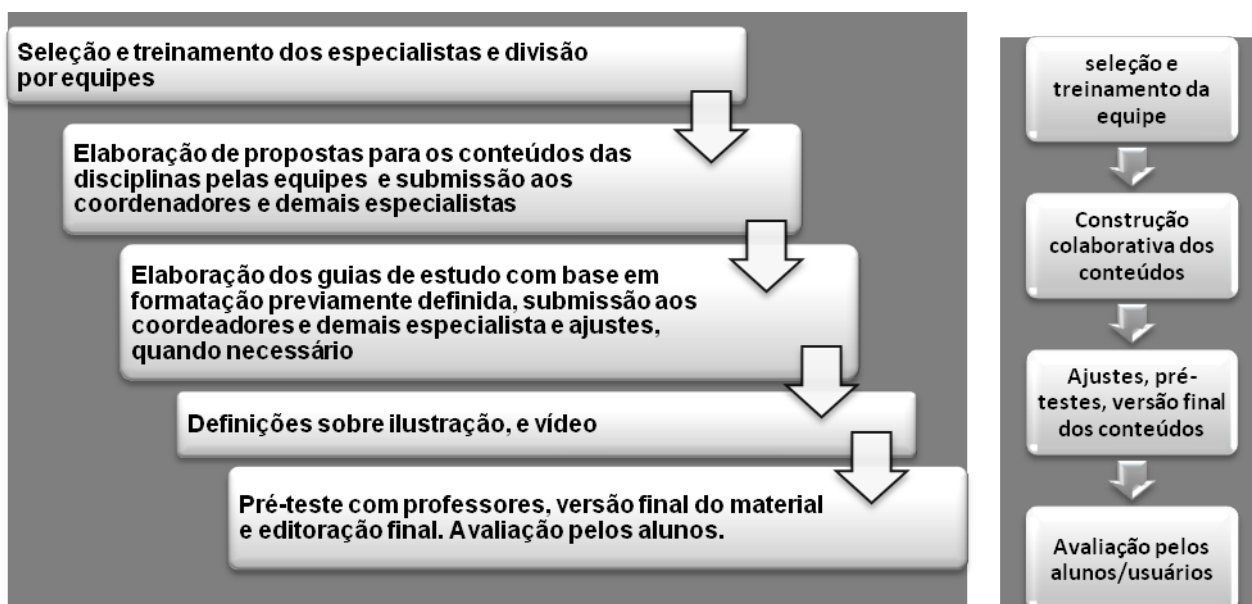 Seleção e treinamento dos especialistas e divisão
por equipes
Elaboração de propostas para os conteúdos das
disciplinas pelas equipes e submissão aos
coordenadores e demais especialistas
Elaboração dos guias de estudo com base em
formatação previamente definida, submissão aos
coordeadores e demais especialista e ajustes,
quando necessário
Definições sobre ilustração, e vídeo
Pré-teste com professores, versão final do material
e editoração final. Avaliação pelos alunos.
seleção e
treinamento da
equipe
Construção
colaborativa dos
conteúdos
Ajustes, pré-
testes, versão final
dos conteúdos
Avaliação pelos
alunos/usuários